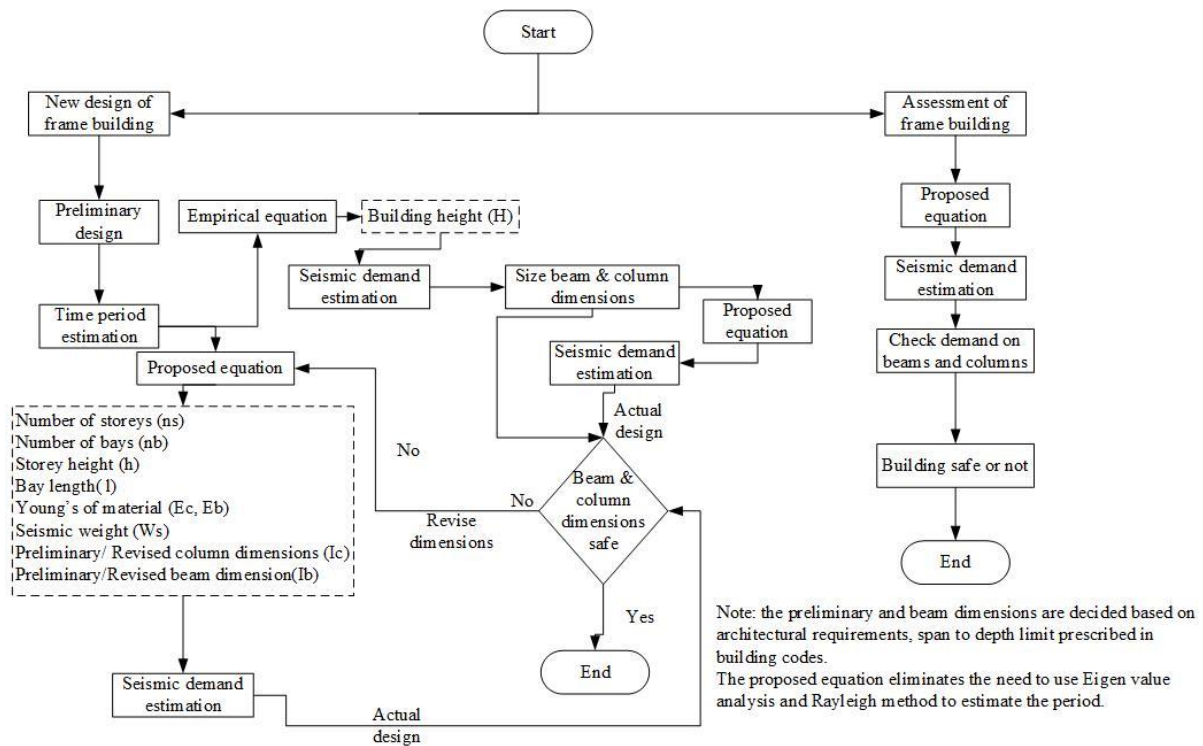 Start
New design of
frame building
Assessment of
frame building
Preliminary
design
Empirical equation
Building height (H)
Proposed
equation
Seismic demand
estimation
Size beam & column
dimensions
Seismic demand
estimation
Time period
estimation
Proposed
equation
Check demand on
beams and columns
Proposed equation
Seismic demand
estimation
Actual
design
Number of storeys (ns)
Number of bays (nb)
Storey height (h)
Bay length( l)
Young's of material (Ec, Eb)
Seismic weight (Ws)
Preliminary/ Revised column dimensions (Ic)
Preliminary/Revised beam dimension(Ib)
No
Building safe or not
Beam &
column
dimensions
safe
No
Revise
dimensions
End
Yes
Note: the preliminary and beam dimensions are decided based on
architectural requirements, span to depth limit prescribed in
building codes.
The proposed equation eliminates the need to use Eigen value
analysis and Rayleigh method to estimate the period.
End
Seismic demand
estimation
Actual
design